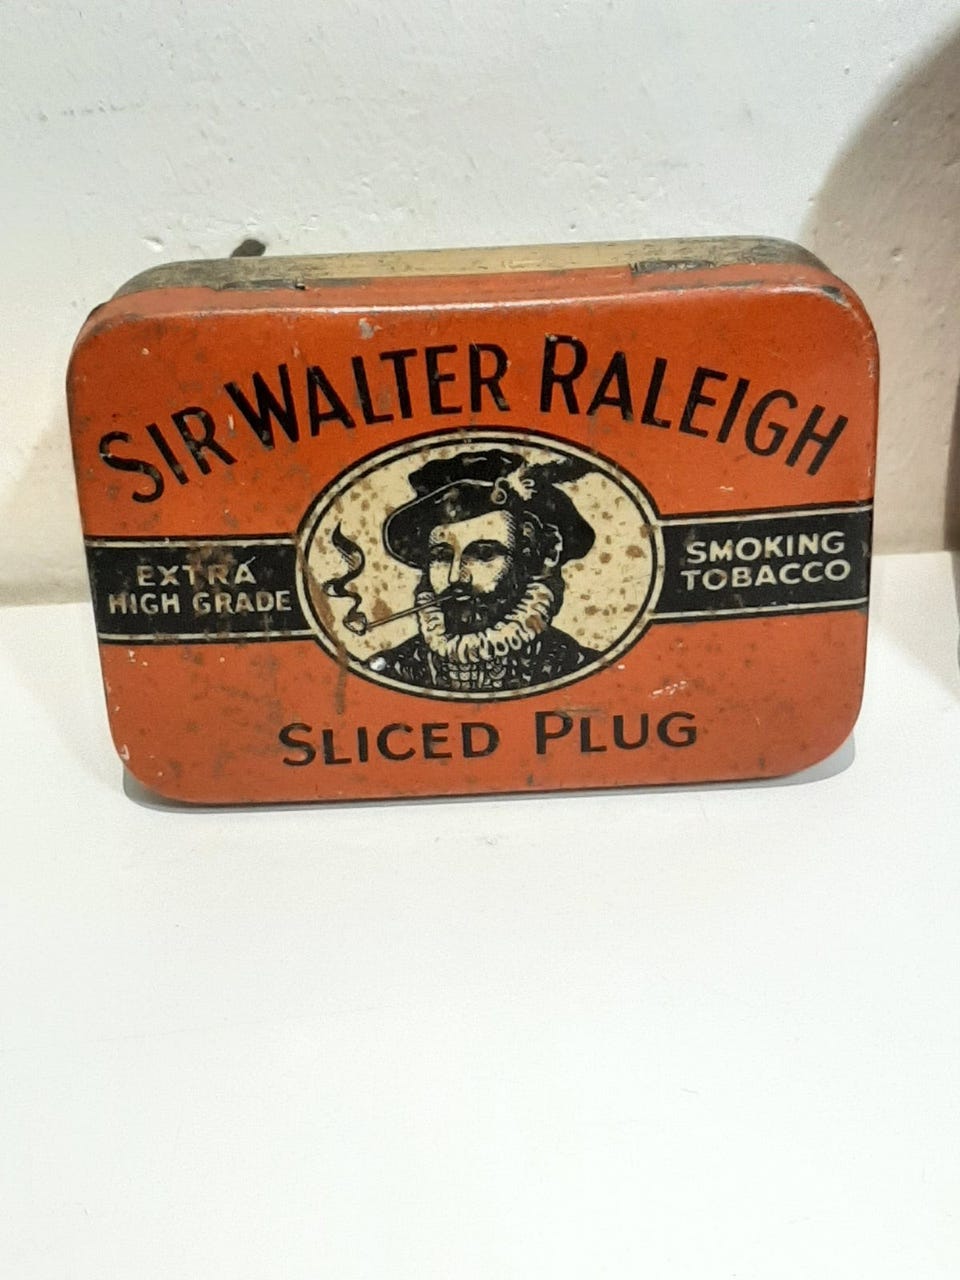 SIR WALTER RALEIGH
EXTRA
HIGH GRADE
SMOKING
TOBACCO
SLICED PLUG